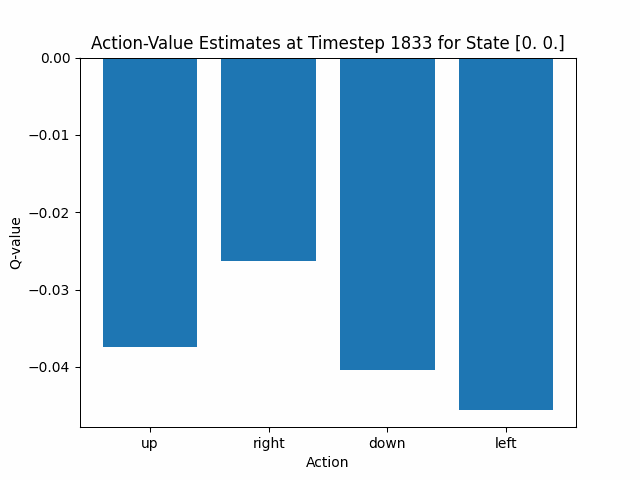 Action-Value Estimates at Timestep 1833 for State [0. 0.]
0.00
−0.01
−0.02
−0.03
−0.04
Q-value
up right down left
Action